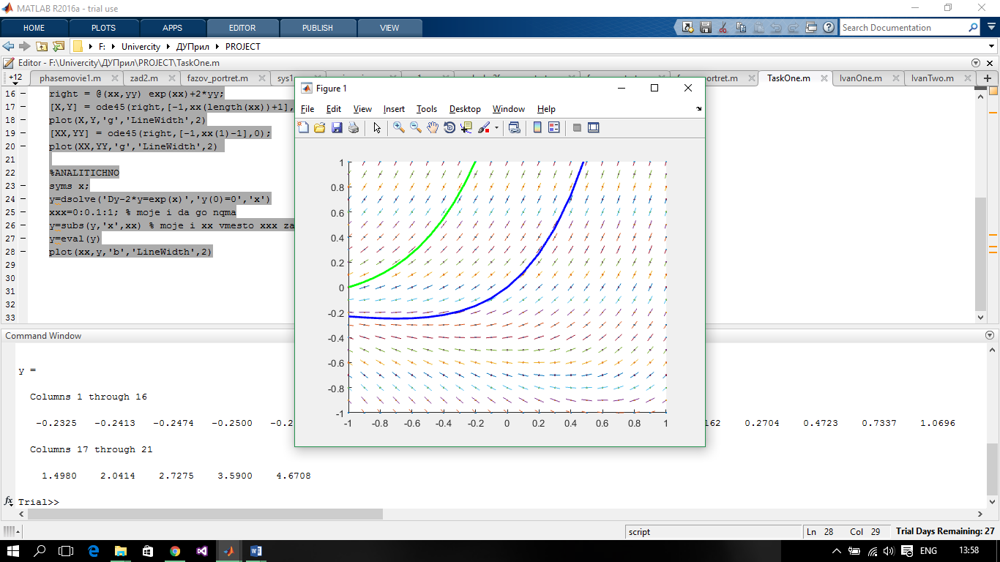 MATLAB R2016a - trial use
HOME PLOTS APPS EDITOR PUBLISH VIEW
Search Documentation
F: Univercity ДУПрил PROJECT
Editor - F:\Univercity\ДУПрил\PROJECT\TaskOne.m
+12 phasemovie1.m zad2.m fazov_portret.m sys1 ortret.m TaskOne.m IvanOne.m IvanTwo.m
16 right = @(xx,yy) exp(xx)+2*yy;
17 [X,Y] = ode45(right,[-1,xx(length(xx))+1],
18 plot(X,Y,'g','LineWidth',2)
19 [XX,YY] = ode45(right,[-1,xx(1)-1],0);
20 plot(XX,YY,'g','LineWidth',2)
21
22 %ANALITICHNO
23 syms x;
24 y=dsolve('Dy-2*y=exp(x)','y(0)=0','x')
25 xxx=0:0.1:1; % moje i da go nqma
26 y=subs(y,'x',xx) % moje i xx vmesto xxx za
27 y=eval(y)
28 plot(xx,y,'b','LineWidth',2)
29
30
31
32
33
Figure 1
File Edit View Insert Tools Desktop Window Help
1
0.8
0.6
0.4
0.2
0
-0.2
-0.4
-0.6
-0.8
-1
-1 -0.8 -0.6 -0.4 -0.2 0 0.2 0.4 0.6 0.8 1
Command Window
y =
Columns 1 through 16
-0.2325 -0.2413 -0.2474 -0.2500 -0.2 162 0.2704 0.4723 0.7337 1.0696
Columns 17 through 21
1.4980 2.0414 2.7275 3.5900 4.6708
fx Trial>>
script Ln 28 Col 29 Trial Days Remaining: 27
ENG 13:58